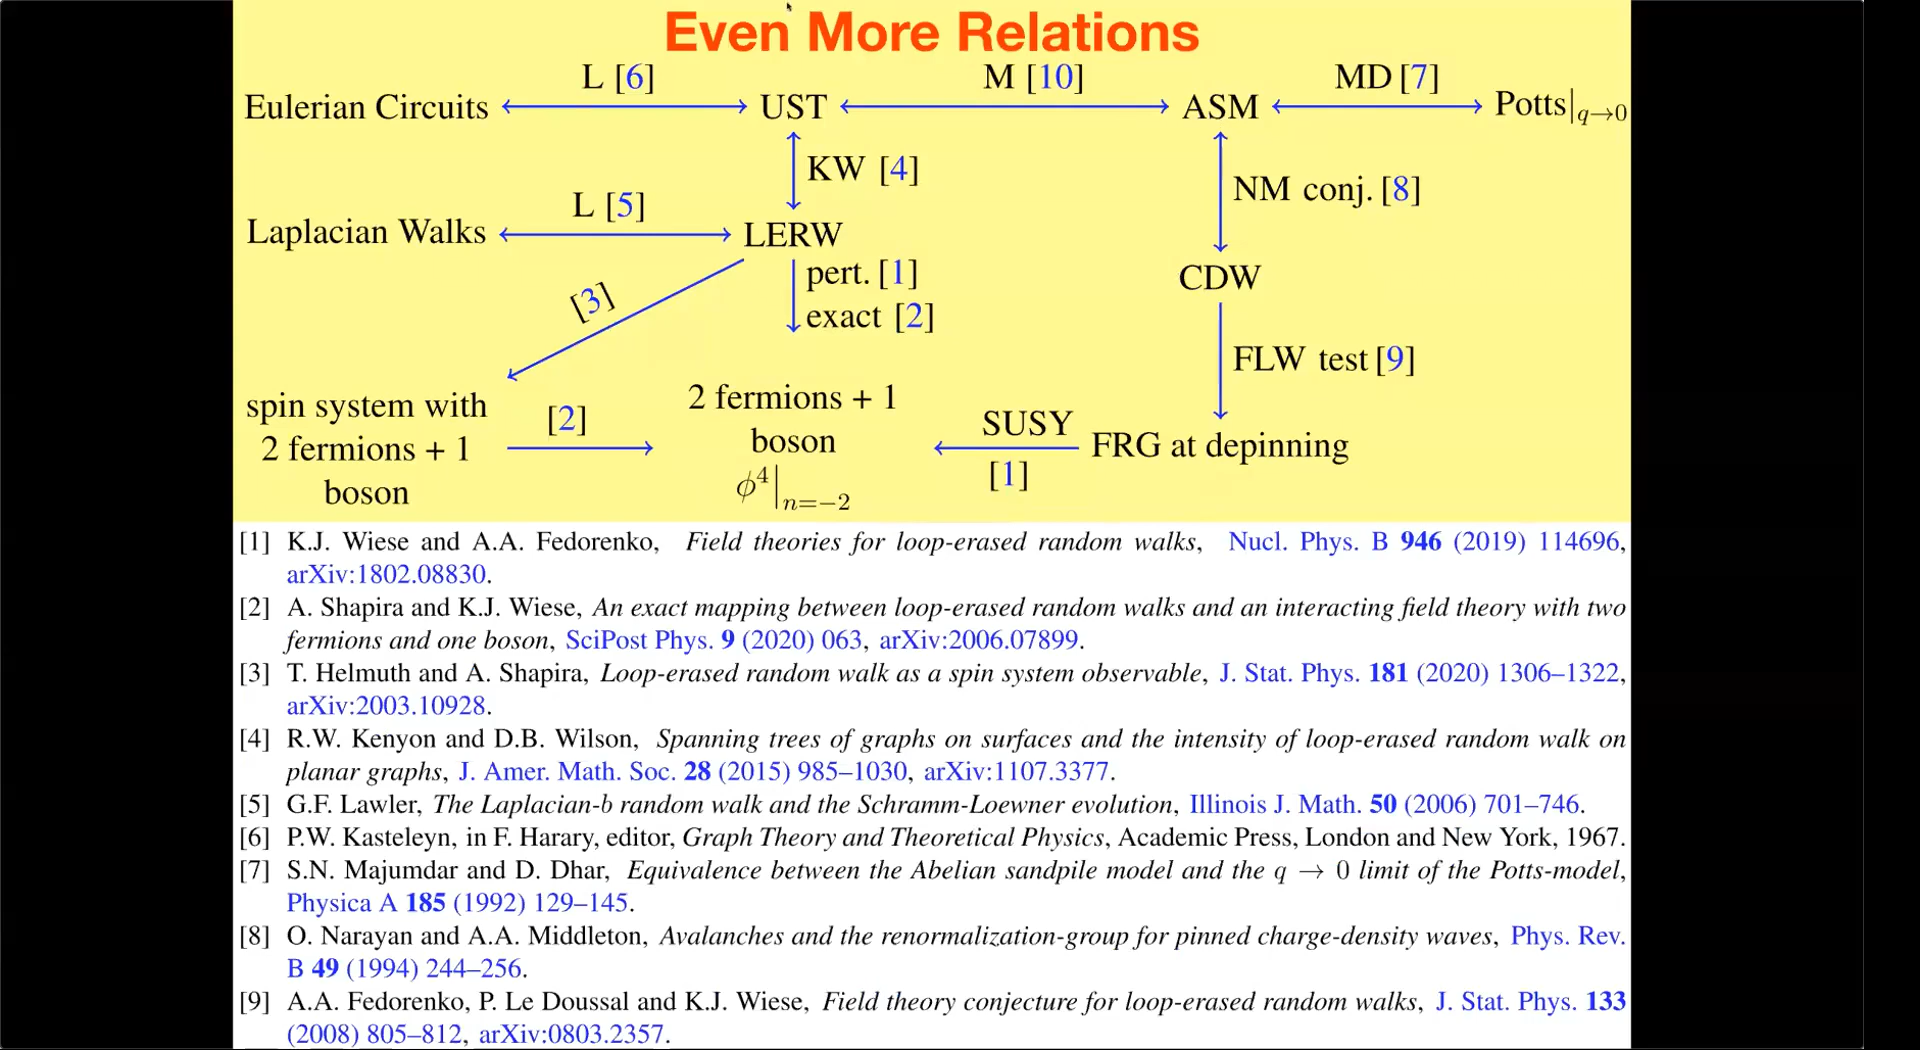 Even More Relations
L [6]
M [10]
MD [7]
Eulerian Circuits
UST
ASM
Potts|q→0
KW [4]
NM conj. [8]
L [5]
Laplacian Walks
LERW
pert. [1]
exact [2]
CDW
[3]
FLW test [9]
spin system with
2 fermions + 1
boson
[2]
2 fermions + 1
boson
ϕ⁴|n=−2
SUSY
[1]
FRG at depinning
[1] K.J. Wiese and A.A. Fedorenko, Field theories for loop-erased random walks, Nucl. Phys. B 946 (2019) 114696,
arXiv:1802.08830.
[2] A. Shapira and K.J. Wiese, An exact mapping between loop-erased random walks and an interacting field theory with two
fermions and one boson, SciPost Phys. 9 (2020) 063, arXiv:2006.07899.
[3] T. Helmuth and A. Shapira, Loop-erased random walk as a spin system observable, J. Stat. Phys. 181 (2020) 1306–1322,
arXiv:2003.10928.
[4] R.W. Kenyon and D.B. Wilson, Spanning trees of graphs on surfaces and the intensity of loop-erased random walk on
planar graphs, J. Amer. Math. Soc. 28 (2015) 985–1030, arXiv:1107.3377.
[5] G.F. Lawler, The Laplacian-b random walk and the Schramm-Loewner evolution, Illinois J. Math. 50 (2006) 701–746.
[6] P.W. Kasteleyn, in F. Harary, editor, Graph Theory and Theoretical Physics, Academic Press, London and New York, 1967.
[7] S.N. Majumdar and D. Dhar, Equivalence between the Abelian sandpile model and the q → 0 limit of the Potts-model,
Physica A 185 (1992) 129–145.
[8] O. Narayan and A.A. Middleton, Avalanches and the renormalization-group for pinned charge-density waves, Phys. Rev.
B 49 (1994) 244–256.
[9] A.A. Fedorenko, P. Le Doussal and K.J. Wiese, Field theory conjecture for loop-erased random walks, J. Stat. Phys. 133
(2008) 805–812, arXiv:0803.2357.